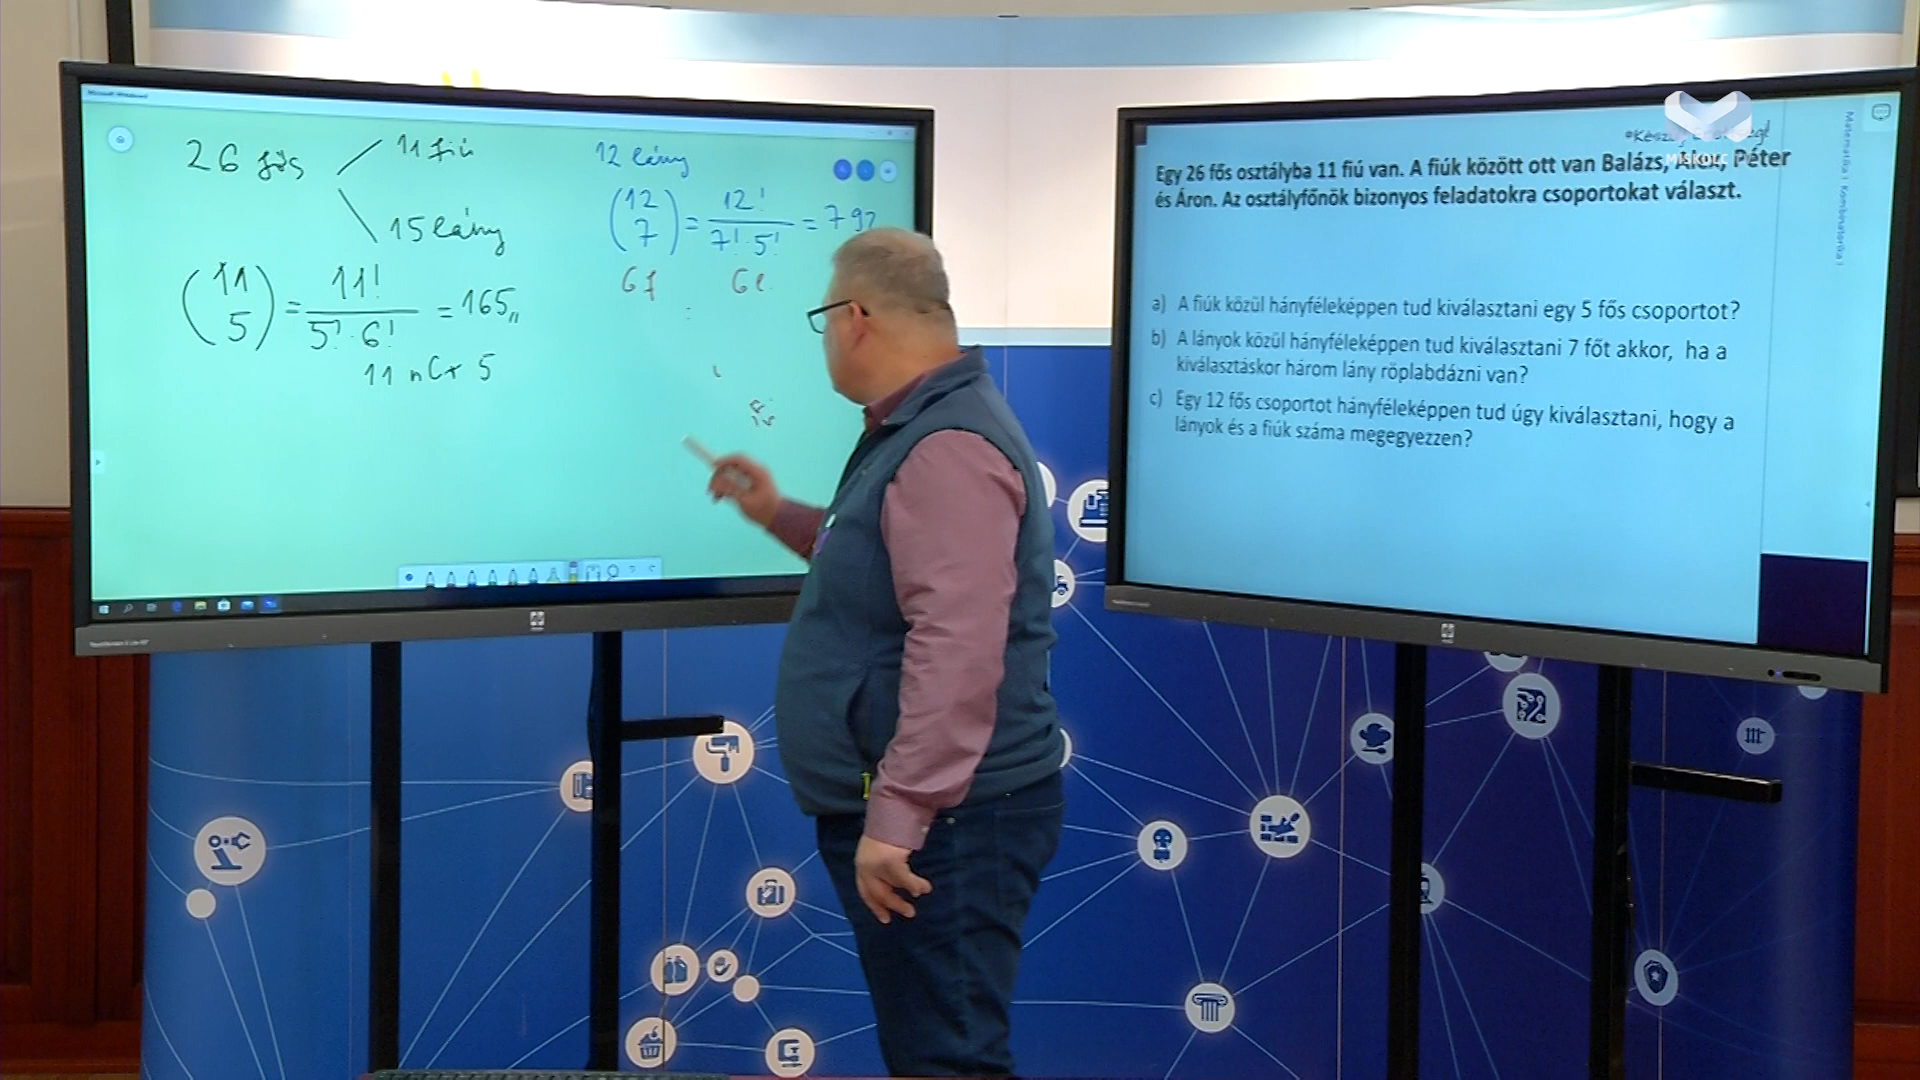 26 fős
11 fiú
15 lány
(11 5) = 11! / 5! · 6! = 165
11 nCr 5
12 lány
(12 7) = 12! / 7! · 5! = 792
6f 6l
Egy 26 fős osztályba 11 fiú van. A fiúk között ott van Balázs, Alex, Péter
és Áron. Az osztályfőnök bizonyos feladatokra csoportokat választ.
a) A fiúk közül hányféleképpen tud kiválasztani egy 5 fős csoportot?
b) A lányok közül hányféleképpen tud kiválasztani 7 főt akkor, ha a
kiválasztáskor három lány röplabdázni van?
c) Egy 12 fős csoportot hányféleképpen tud úgy kiválasztani, hogy a
lányok és a fiúk száma megegyezzen?
Matematika | Kombinatorika |